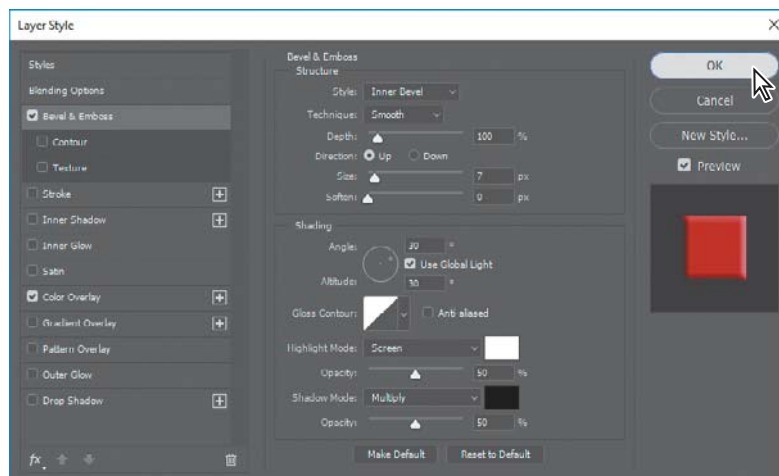 Layer Style
Styles
Blending Options
Bevel & Emboss
Contour
Texture
Stroke
Inner Shadow
Inner Glow
Satin
Color Overlay
Gradient Overlay
Pattern Overlay
Outer Glow
Drop Shadow
fx
Bevel & Emboss
Structure
Style: Inner Bevel
Technique: Smooth
Depth: 100 %
Direction: Up Down
Size: 7 px
Soften: 0 px
Shading
Angle: 30 °
Use Global Light
Altitude: 30 °
Gloss Contour: Anti-aliased
Highlight Mode: Screen
Opacity: 50 %
Shadow Mode: Multiply
Opacity: 50 %
Make Default Reset to Default
OK
Cancel
New Style...
Preview